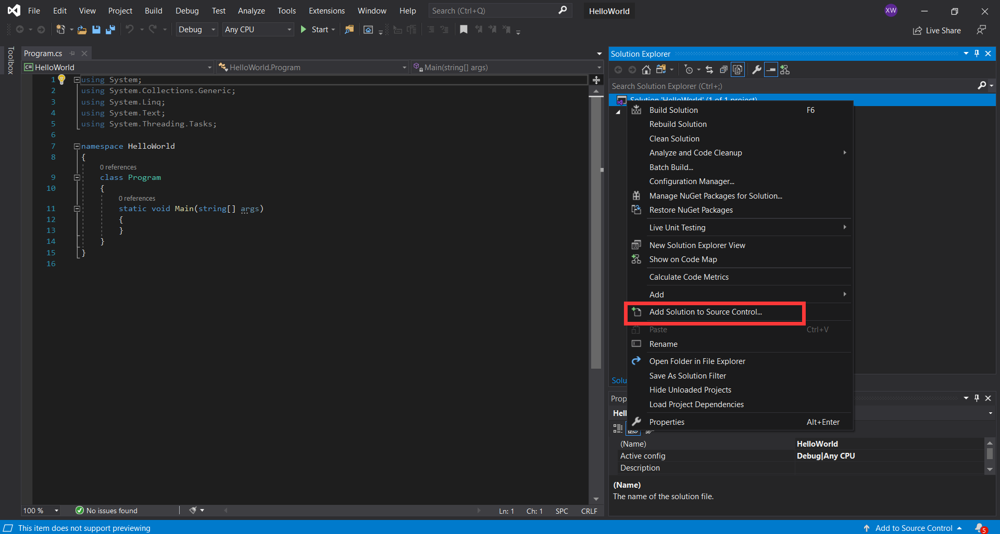 File Edit View Project Build Debug Test Analyze Tools Extensions Window Help Search (Ctrl+Q) HelloWorld XW
Debug Any CPU Start Live Share
Toolbox
Program.cs
C# HelloWorld HelloWorld.Program Main(string[] args)
1 using System;
2 using System.Collections.Generic;
3 using System.Linq;
4 using System.Text;
5 using System.Threading.Tasks;
6
7 namespace HelloWorld
8 {
0 references
9 class Program
10 {
0 references
11 static void Main(string[] args)
12 {
13 }
14 }
15 }
16
100 % No issues found Ln: 1 Ch: 1 SPC CRLF
Solution Explorer
Search Solution Explorer (Ctrl+;)
Solution 'HelloWorld' (1 of 1 project)
Build Solution F6
Rebuild Solution
Clean Solution
Analyze and Code Cleanup
Batch Build...
Configuration Manager...
Manage NuGet Packages for Solution...
Restore NuGet Packages
Live Unit Testing
New Solution Explorer View
Show on Code Map
Calculate Code Metrics
Add
Add Solution to Source Control...
Paste Ctrl+V
Rename
Open Folder in File Explorer
Save As Solution Filter
Hide Unloaded Projects
Load Project Dependencies
Properties Alt+Enter
Solu
Prop
Hell
(Name) HelloWorld
Active config Debug|Any CPU
Description
(Name)
The name of the solution file.
This item does not support previewing Add to Source Control 5